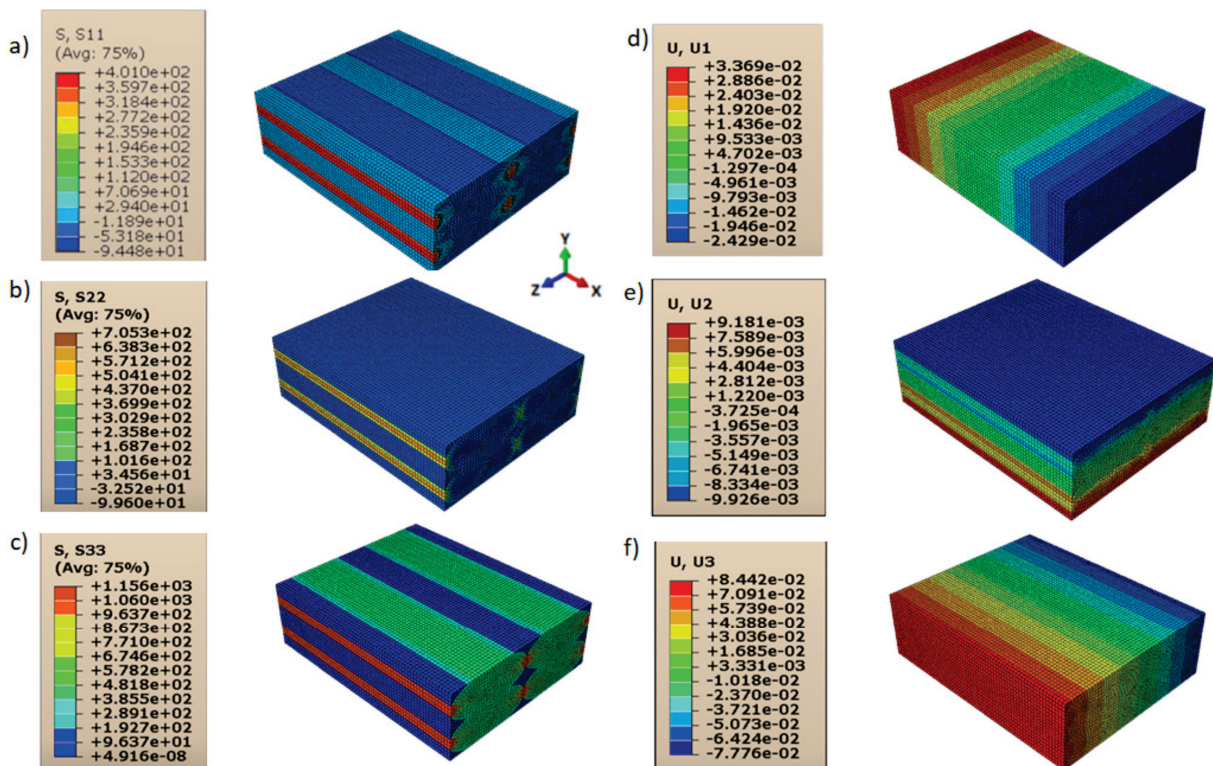 a)
S, S11
(Avg: 75%)
+4.010e+02
+3.597e+02
+3.184e+02
+2.772e+02
+2.359e+02
+1.946e+02
+1.533e+02
+1.120e+02
+7.069e+01
+2.940e+01
-1.189e+01
-5.318e+01
-9.448e+01
b)
S, S22
(Avg: 75%)
+7.053e+02
+6.383e+02
+5.712e+02
+5.041e+02
+4.370e+02
+3.699e+02
+3.029e+02
+2.358e+02
+1.687e+02
+1.016e+02
+3.456e+01
-3.252e+01
-9.960e+01
c)
S, S33
(Avg: 75%)
+1.156e+03
+1.060e+03
+9.637e+02
+8.673e+02
+7.710e+02
+6.746e+02
+5.782e+02
+4.818e+02
+3.855e+02
+2.891e+02
+1.927e+02
+9.637e+01
+4.916e-08
Y
Z
X
d)
U, U1
+3.369e-02
+2.886e-02
+2.403e-02
+1.920e-02
+1.436e-02
+9.533e-03
+4.702e-03
-1.297e-04
-4.961e-03
-9.793e-03
-1.462e-02
-1.946e-02
-2.429e-02
e)
U, U2
+9.181e-03
+7.589e-03
+5.996e-03
+4.404e-03
+2.812e-03
+1.220e-03
-3.725e-04
-1.965e-03
-3.557e-03
-5.149e-03
-6.741e-03
-8.334e-03
-9.926e-03
f)
U, U3
+8.442e-02
+7.091e-02
+5.739e-02
+4.388e-02
+3.036e-02
+1.685e-02
+3.331e-03
-1.018e-02
-2.370e-02
-3.721e-02
-5.073e-02
-6.424e-02
-7.776e-02